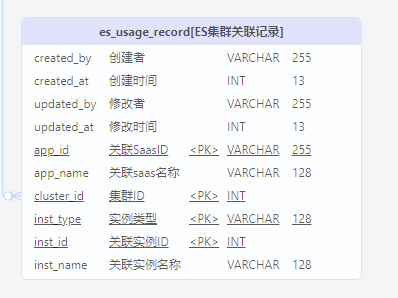 es_usage_record[ES集群关联记录]
created_by 创建者 VARCHAR 255
created_at 创建时间 INT 13
updated_by 修改者 VARCHAR 255
updated_at 修改时间 INT 13
app_id 关联SaasID <PK> VARCHAR 255
app_name 关联saas名称 VARCHAR 128
cluster_id 集群ID <PK> INT
inst_type 实例类型 <PK> VARCHAR 128
inst_id 关联实例ID <PK> INT
inst_name 关联实例名称 VARCHAR 128